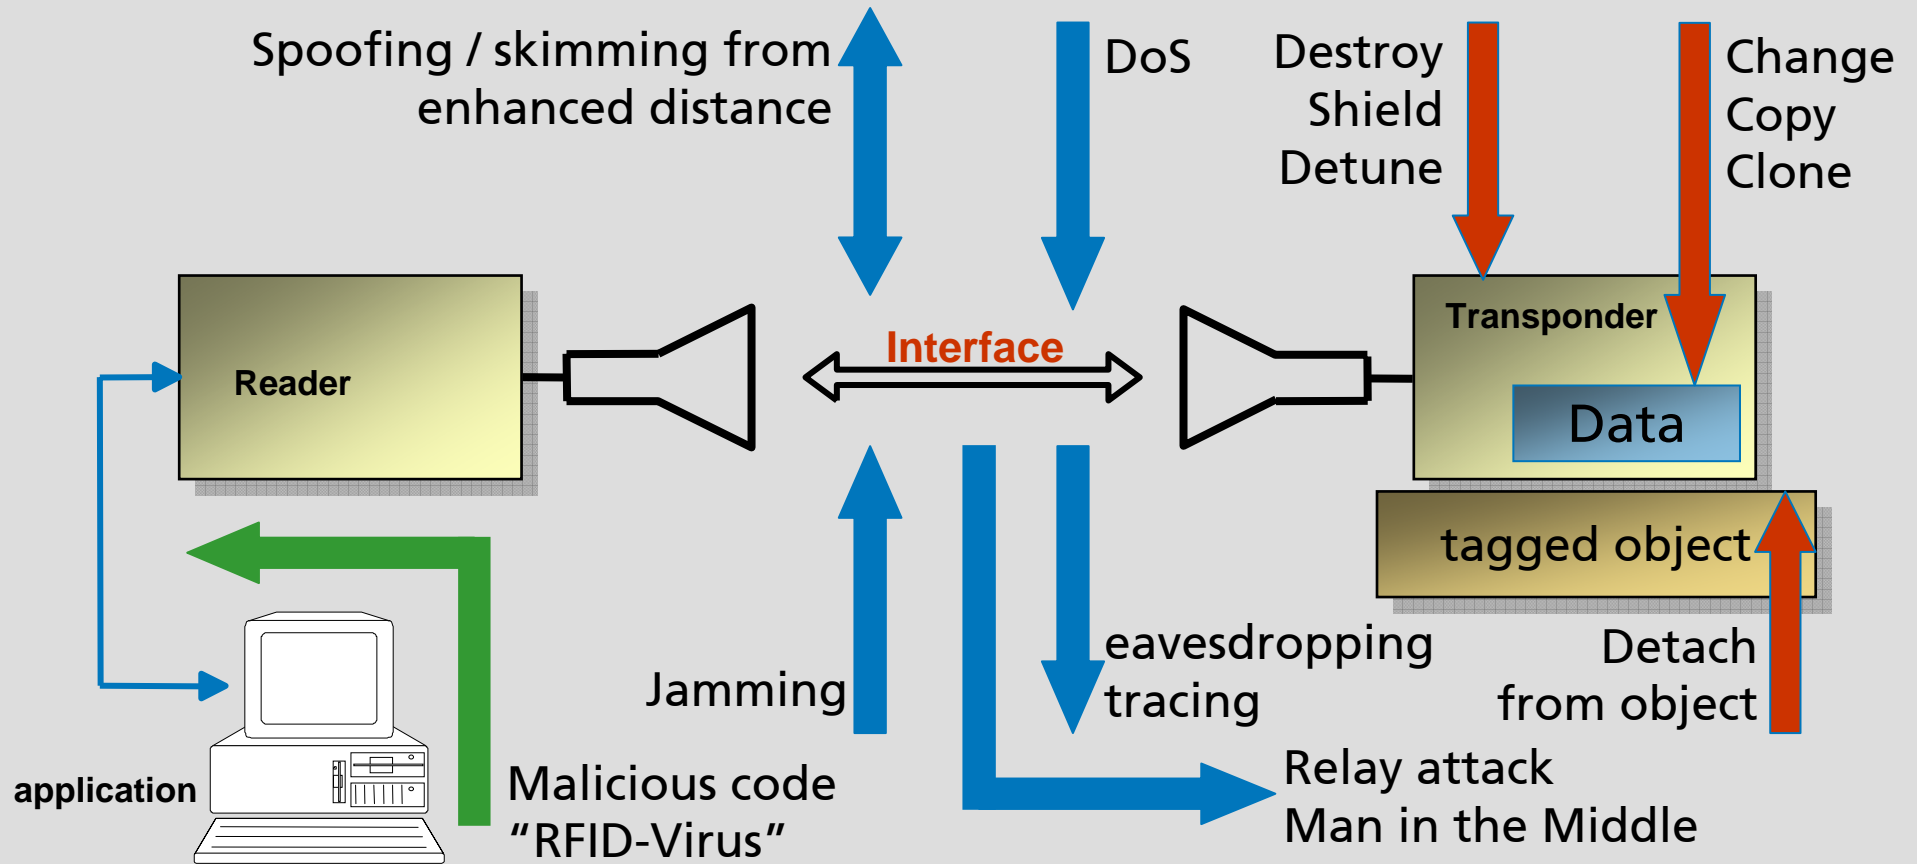 Spoofing / skimming from
enhanced distance
DoS
Destroy
Shield
Detune
Change
Copy
Clone
Reader
Interface
Transponder
Data
tagged object
Jamming
eavesdropping
tracing
Detach
from object
application
Malicious code
“RFID-Virus”
Relay attack
Man in the Middle